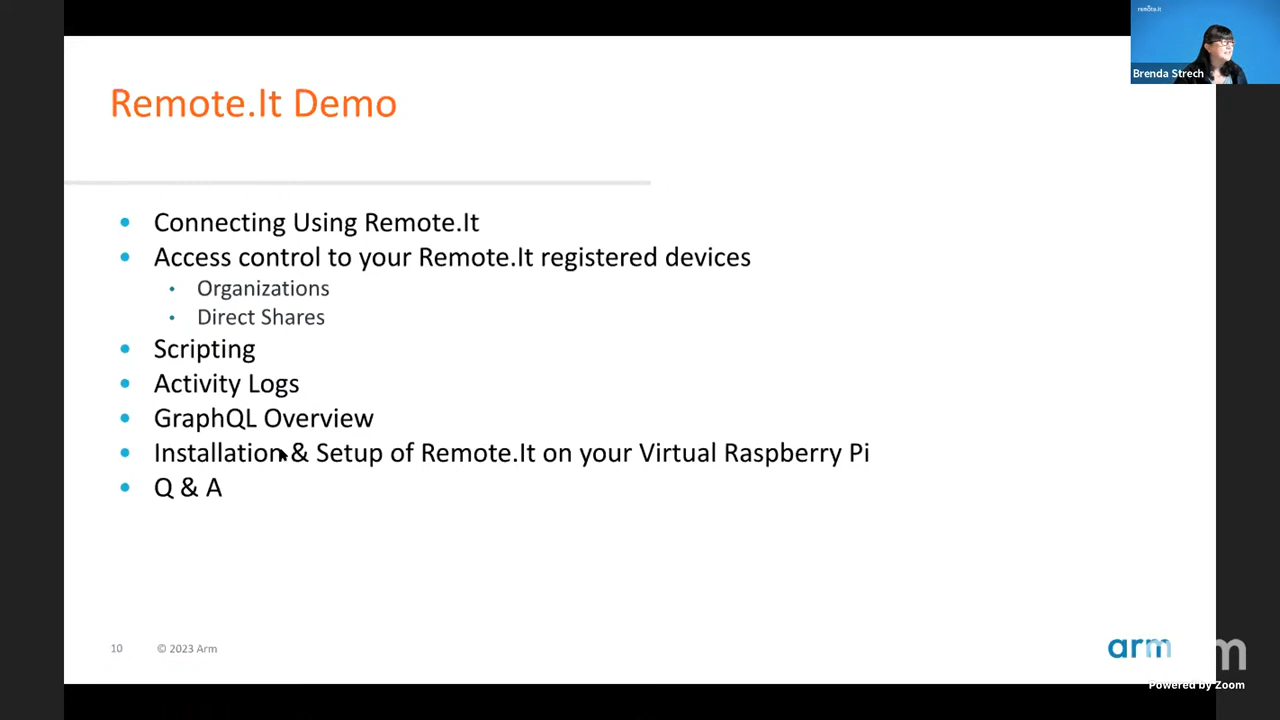 remote.it
Brenda Strech
Remote.It Demo
• Connecting Using Remote.It
• Access control to your Remote.It registered devices
• Organizations
• Direct Shares
• Scripting
• Activity Logs
• GraphQL Overview
• Installation & Setup of Remote.It on your Virtual Raspberry Pi
• Q & A
10 © 2023 Arm
arm
Powered by Zoom